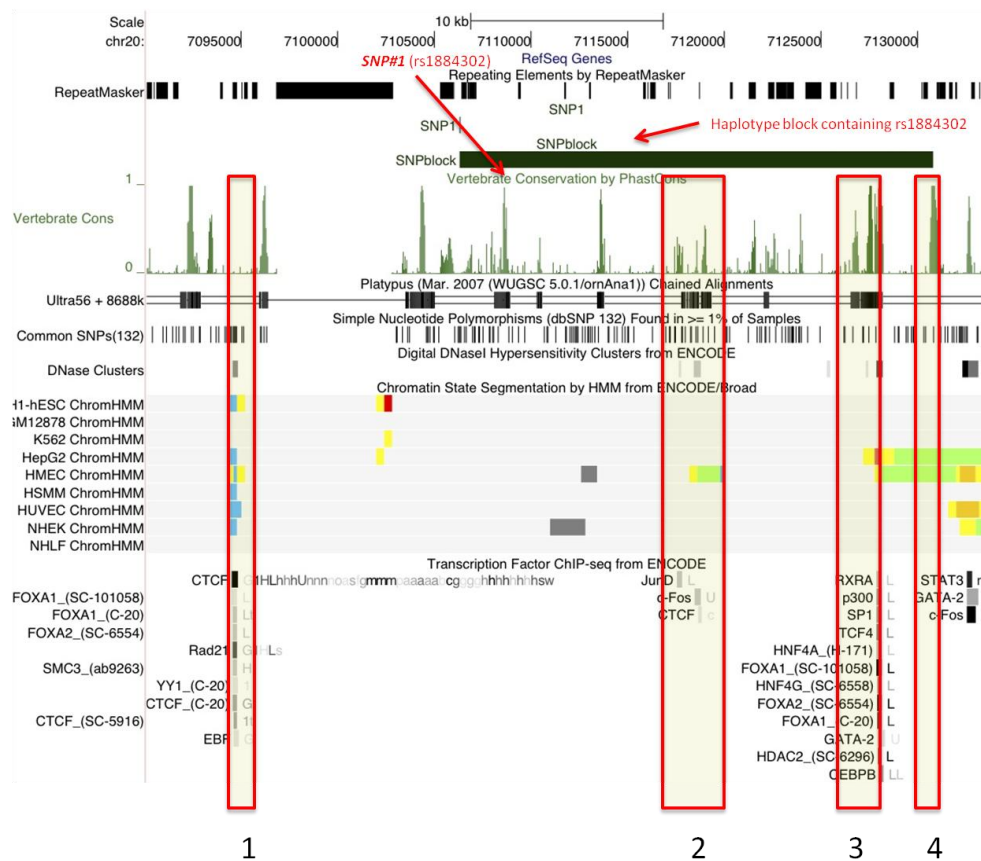 Scale 10 kb
chr20: 7095000 7100000 7105000 7110000 7115000 7120000 7125000 7130000
RefSeq Genes
SNP#1 (rs1884302)
Repeating Elements by RepeatMasker
RepeatMasker
SNP1
SNP1
Haplotype block containing rs1884302
SNPblock
SNPblock
Vertebrate Conservation by PhastCons
1
Vertebrate Cons
0
Platypus (Mar. 2007 (WUGSC 5.0.1/ornAna1)) Chained Alignments
Ultra56 + 8688k
Simple Nucleotide Polymorphisms (dbSNP 132) Found in >= 1% of Samples
Common SNPs(132)
Digital DNaseI Hypersensitivity Clusters from ENCODE
DNase Clusters
Chromatin State Segmentation by HMM from ENCODE/Broad
H1-hESC ChromHMM
GM12878 ChromHMM
K562 ChromHMM
HepG2 ChromHMM
HMEC ChromHMM
HSMM ChromHMM
HUVEC ChromHMM
NHEK ChromHMM
NHLF ChromHMM
Transcription Factor ChIP-seq from ENCODE
CTCF JunD L RXRA L STAT3
FOXA1_(SC-101058) L c-Fos U p300 L GATA-2
FOXA1_(C-20) CTCF c SP1 L c-Fos
FOXA2_(SC-6554) L TCF4 L
Rad21 HNF4A_(H-171) L
SMC3_(ab9263) H FOXA1_(SC-101058) L
YY1_(C-20) 1 HNF4G_(SC-6558) L
CTCF_(C-20) G FOXA2_(SC-6554) L
CTCF_(SC-5916) FOXA1_(C-20) L
EBF G GATA-2 U
HDAC2_(SC-6296) L
CEBPB LL
1 2 3 4